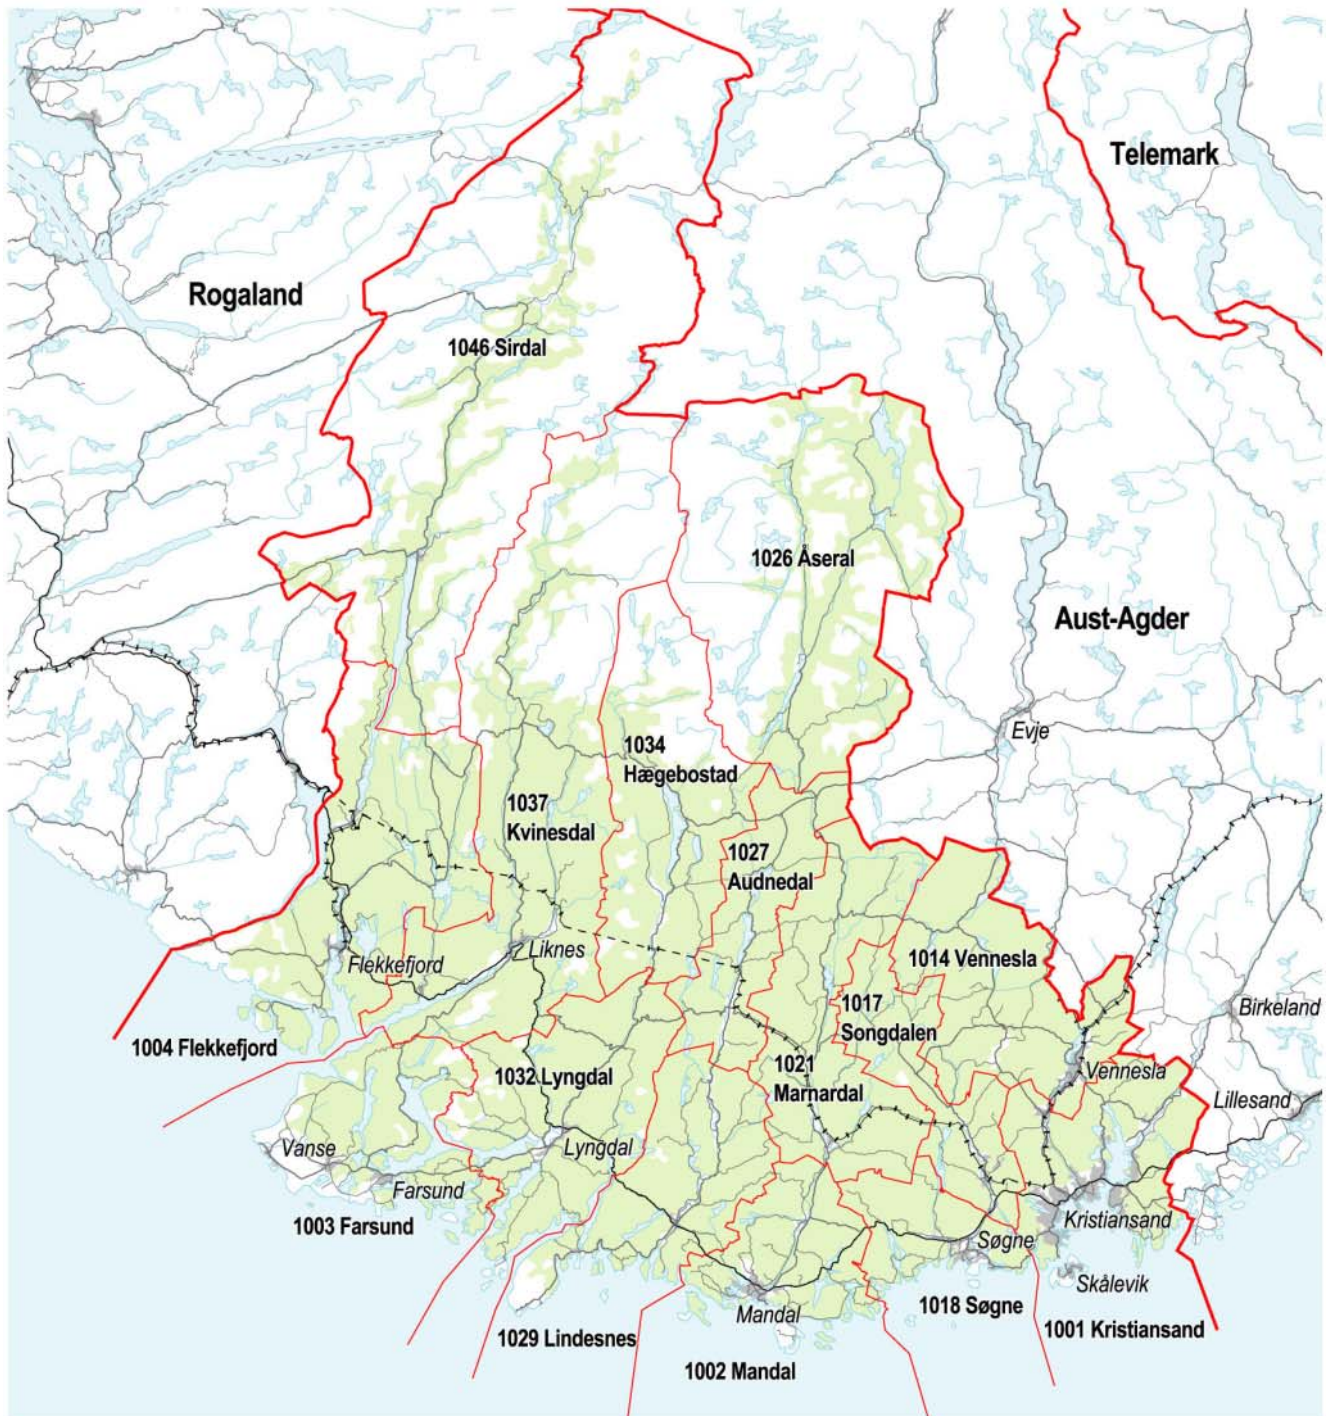 Telemark
Rogaland
1046 Sirdal
1026 Åseral
Aust-Agder
Evje
1034
Hægebostad
1037
Kvinesdal
1027
Audnedal
Liknes
Flekkefjord
1014 Vennesla
1017
Songdalen
Birkeland
1004 Flekkefjord
1032 Lyngdal
1021
Marnardal
Vennesla
Lillesand
Vanse
Lyngdal
Farsund
1003 Farsund
Kristiansand
Søgne
Skålevik
Mandal
1018 Søgne
1029 Lindesnes
1001 Kristiansand
1002 Mandal